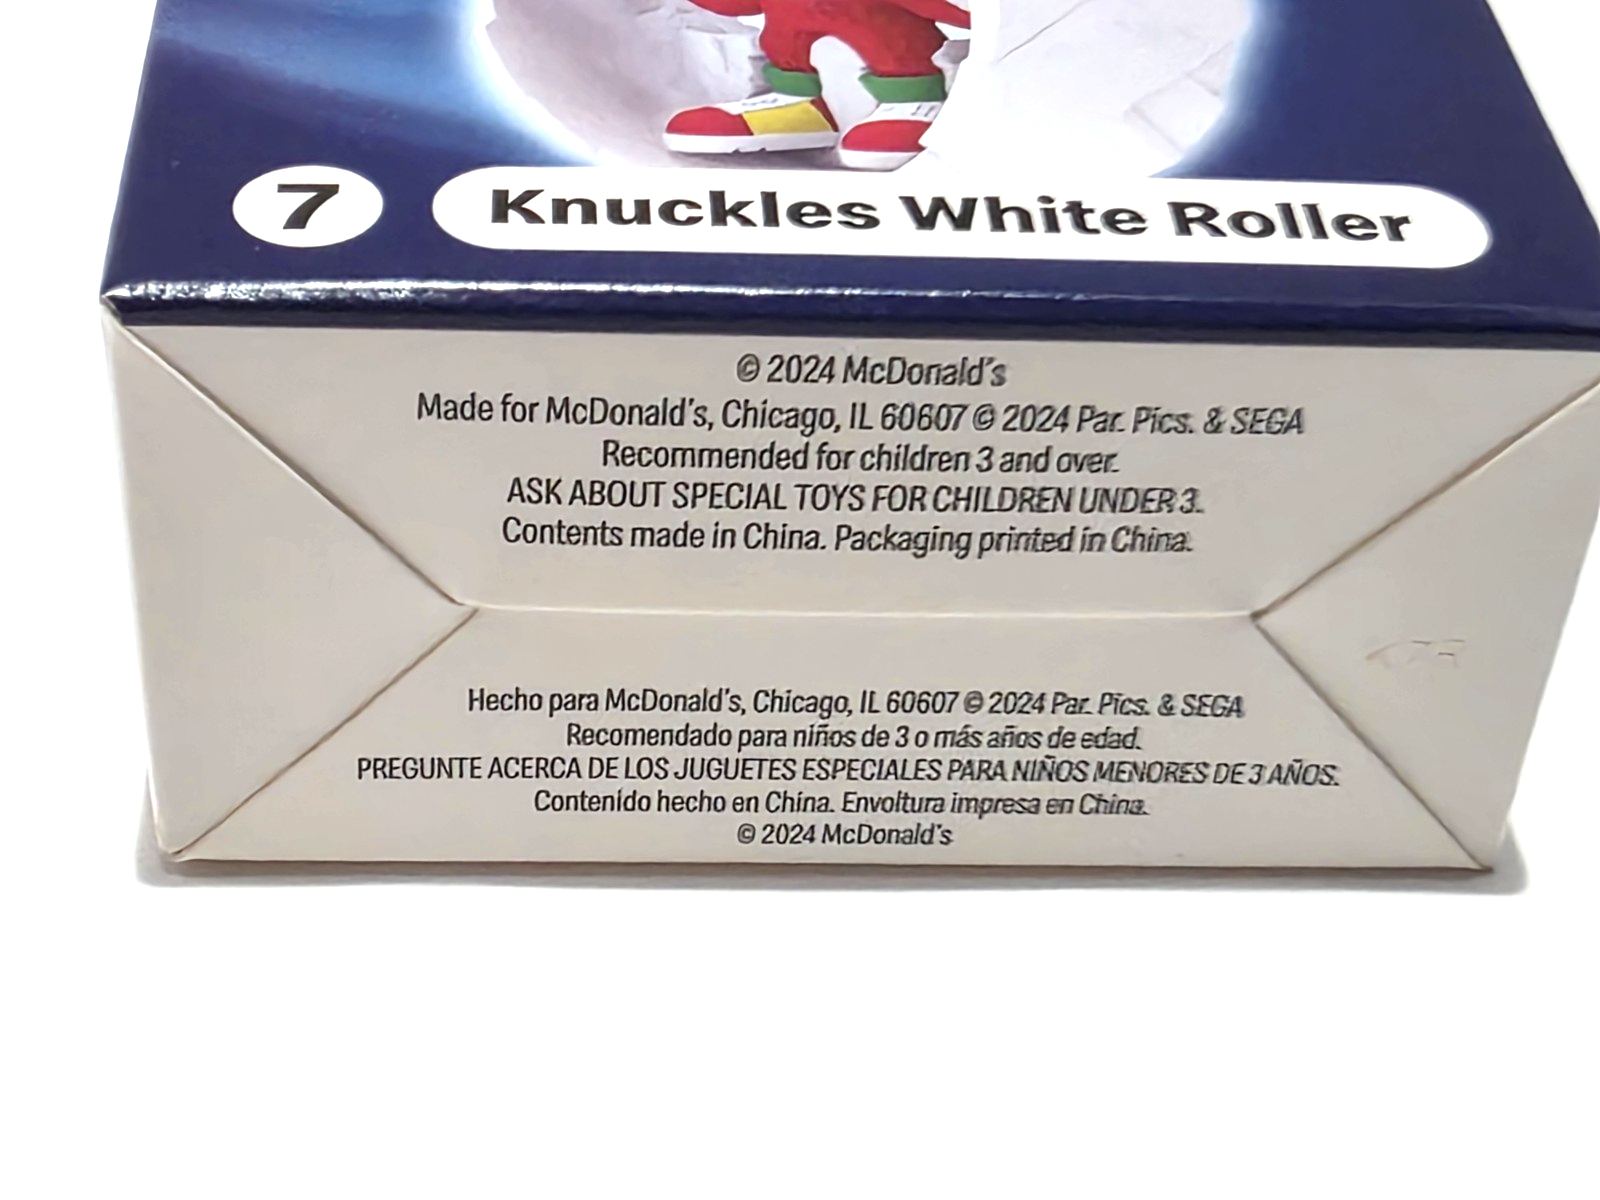 7 Knuckles White Roller
© 2024 McDonald's
Made for McDonald's, Chicago, IL 60607 © 2024 Par. Pics. & SEGA
Recommended for children 3 and over.
ASK ABOUT SPECIAL TOYS FOR CHILDREN UNDER 3.
Contents made in China. Packaging printed in China.
Hecho para McDonald's, Chicago, IL 60607 © 2024 Par. Pics. & SEGA
Recomendado para niños de 3 o más años de edad.
PREGUNTE ACERCA DE LOS JUGUETES ESPECIALES PARA NIÑOS MENORES DE 3 AÑOS.
Contenido hecho en China. Envoltura impresa en China.
© 2024 McDonald's